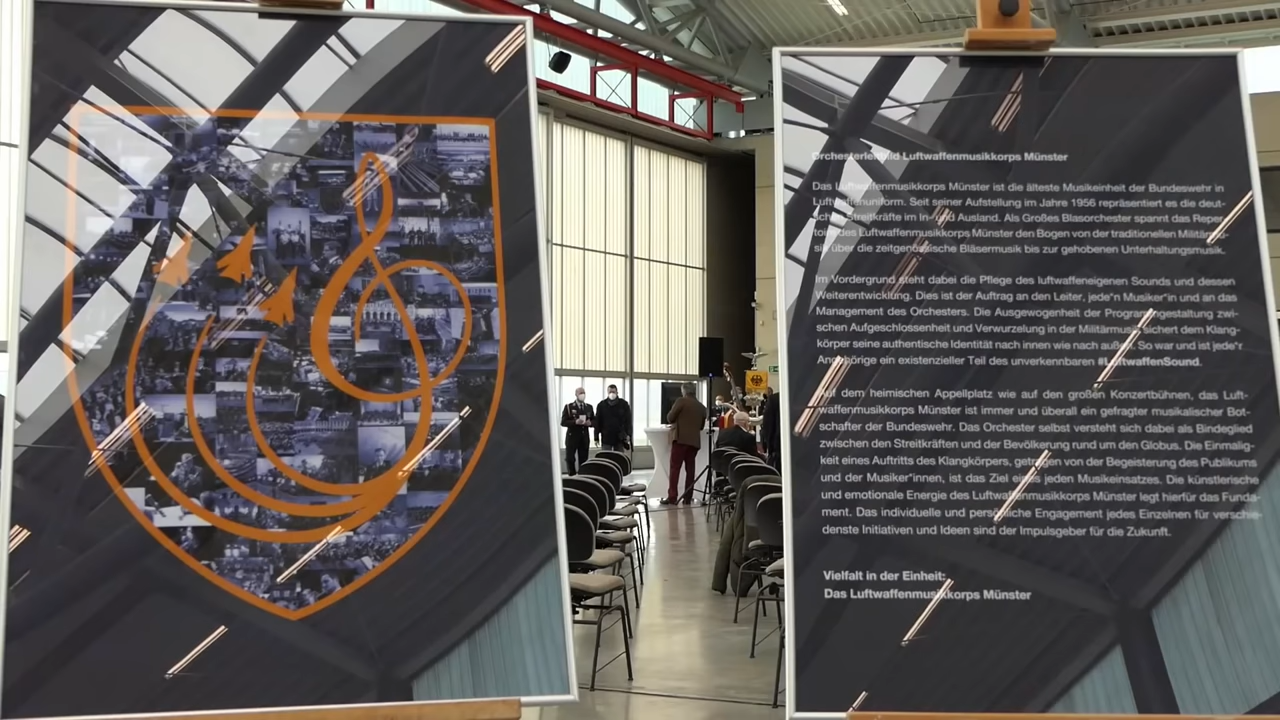 Orchesterleitbild Luftwaffenmusikkorps Münster
Das Luftwaffenmusikkorps Münster ist die älteste Musikeinheit der Bundeswehr in
Luftwaffenuniform. Seit seiner Aufstellung im Jahre 1956 repräsentiert es die deut-
schen Streitkräfte im In- und Ausland. Als Großes Blasorchester spannt das Reper-
toire des Luftwaffenmusikkorps Münster den Bogen von der traditionellen Militärmu-
sik über die zeitgenössische Bläsermusik bis zur gehobenen Unterhaltungsmusik.
Im Vordergrund steht dabei die Pflege des luftwaffeneigenen Sounds und dessen
Weiterentwicklung. Dies ist der Auftrag an den Leiter, jede*n Musiker*in und an das
Management des Orchesters. Die Ausgewogenheit der Programmgestaltung zwi-
schen Aufgeschlossenheit und Verwurzelung in der Militärmusik sichert dem Klang-
körper seine authentische Identität nach innen wie nach außen. So war und ist jede*r
Angehörige ein existenzieller Teil des unverkennbaren #LuftwaffenSound.
Auf dem heimischen Appellplatz wie auf den großen Konzertbühnen, das Luft-
waffenmusikkorps Münster ist immer und überall ein gefragter musikalischer Bot-
schafter der Bundeswehr. Das Orchester selbst versteht sich dabei als Bindeglied
zwischen den Streitkräften und der Bevölkerung rund um den Globus. Die Einmalig-
keit eines Auftritts des Klangkörpers, getragen von der Begeisterung des Publikums
und der Musiker*innen, ist das Ziel eines jeden Musikeinsatzes. Die künstlerische
und emotionale Energie des Luftwaffenmusikkorps Münster legt hierfür das Funda-
ment. Das individuelle und persönliche Engagement jedes Einzelnen für verschie-
denste Initiativen und Ideen sind der Impulsgeber für die Zukunft.
Vielfalt in der Einheit:
Das Luftwaffenmusikkorps Münster